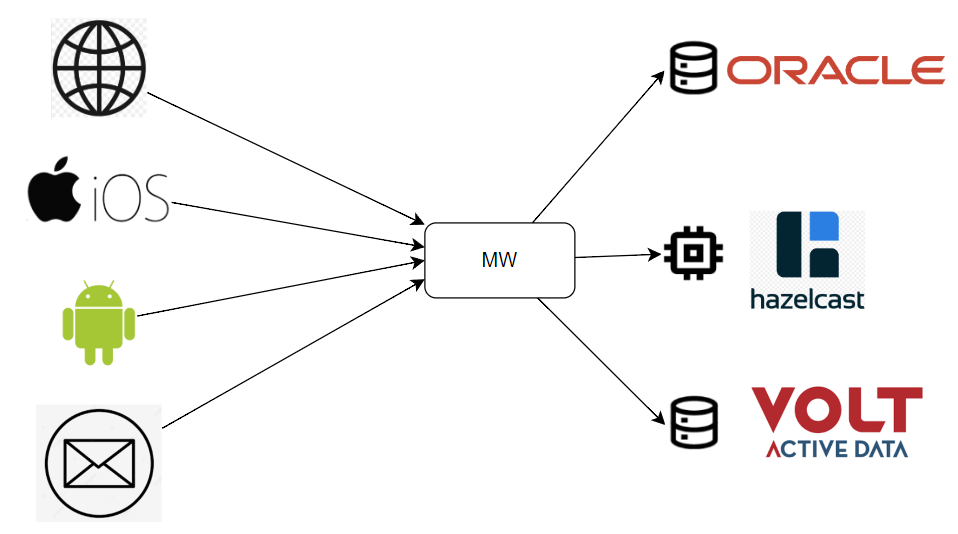 ORACLE
iOS
MW
hazelcast
VOLT
ACTIVE DATA